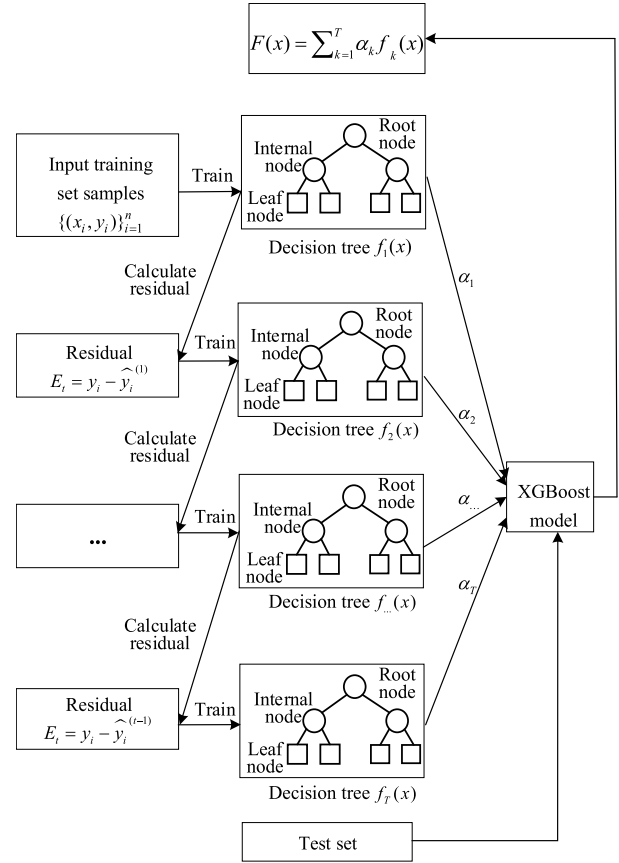 F(x) = ∑_{k=1}^{T} α_k f_k(x)
Root
node
Internal
node
Leaf
node
Input training
set samples
{(x_i, y_i)}_{i=1}^{n}
Train
Decision tree f_1(x)
Calculate
residual
α_1
Root
node
Internal
node
Leaf
node
Residual
E_t = y_i − ŷ_i^{(1)}
Train
Decision tree f_2(x)
Calculate
residual
α_2
XGBoost
model
Root
node
Internal
node
Leaf
node
...
Train
α_{...}
Decision tree f_{...}(x)
Calculate
residual
α_T
Root
node
Internal
node
Leaf
node
Residual
E_t = y_i − ŷ_i^{(t−1)}
Train
Decision tree f_T(x)
Test set